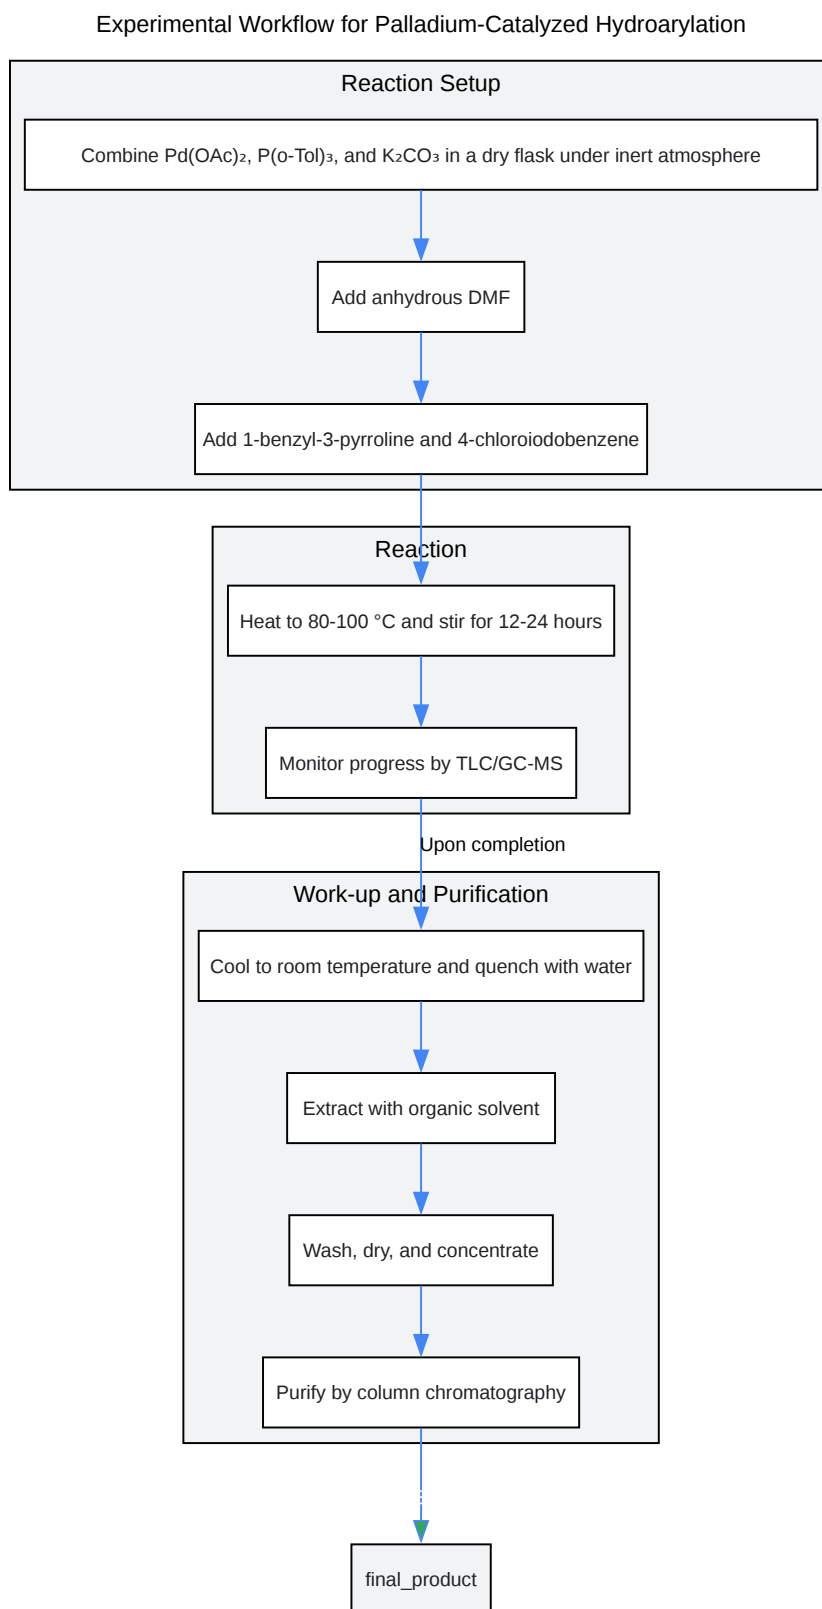 Experimental Workflow for Palladium-Catalyzed Hydroarylation
Reaction Setup
Combine Pd(OAc)₂, P(o-Tol)₃, and K₂CO₃ in a dry flask under inert atmosphere
Add anhydrous DMF
Add 1-benzyl-3-pyrroline and 4-chloroiodobenzene
Reaction
Heat to 80-100 °C and stir for 12-24 hours
Monitor progress by TLC/GC-MS
Upon completion
Work-up and Purification
Cool to room temperature and quench with water
Extract with organic solvent
Wash, dry, and concentrate
Purify by column chromatography
final_product